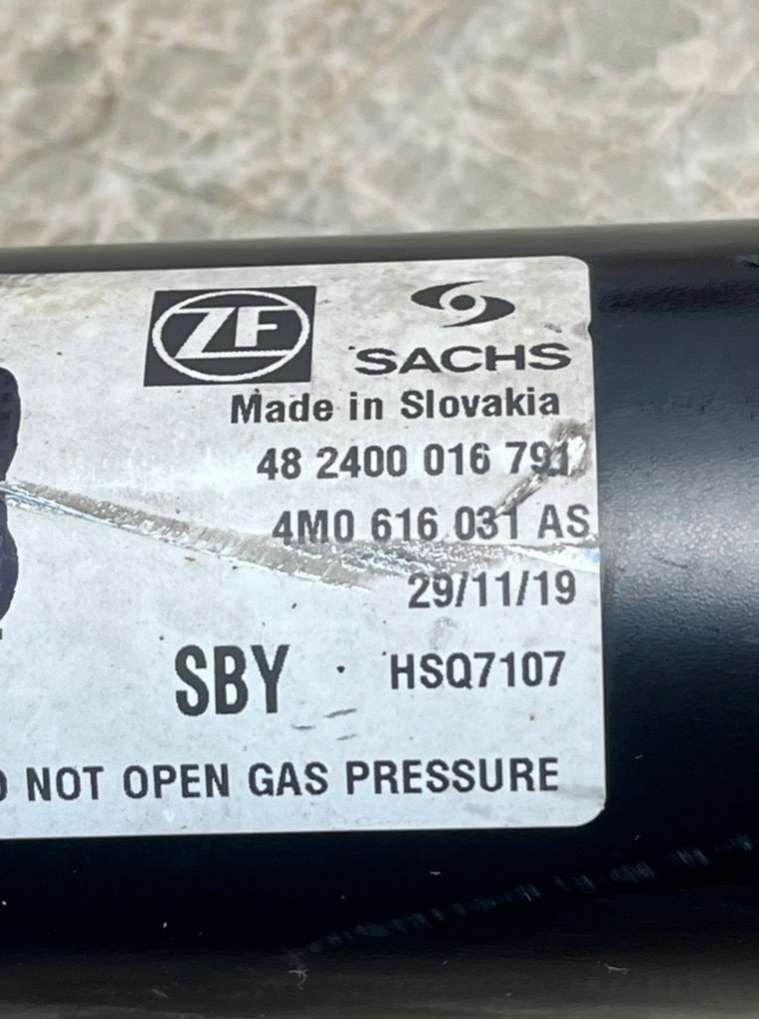 ZF SACHS
Made in Slovakia
48 2400 016 791
4M0 616 031 AS
29/11/19
SBY · HSQ7107
NOT OPEN GAS PRESSURE